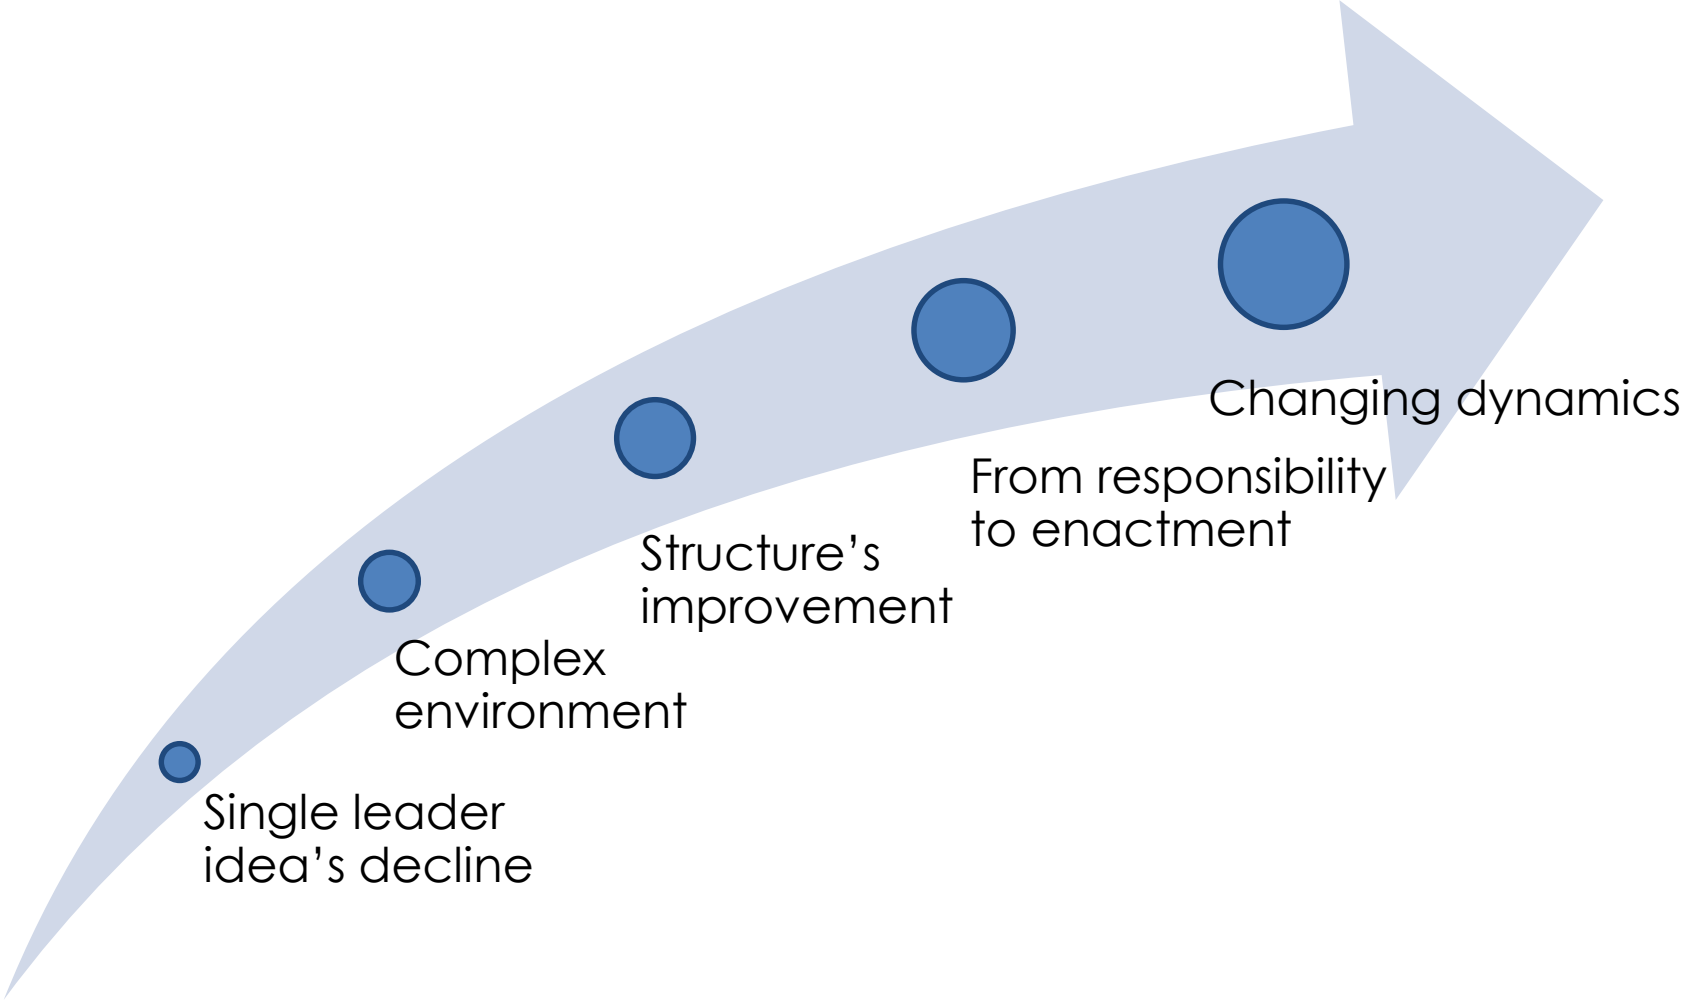 Changing dynamics
From responsibility
to enactment
Structure’s
improvement
Complex
environment
Single leader
idea’s decline